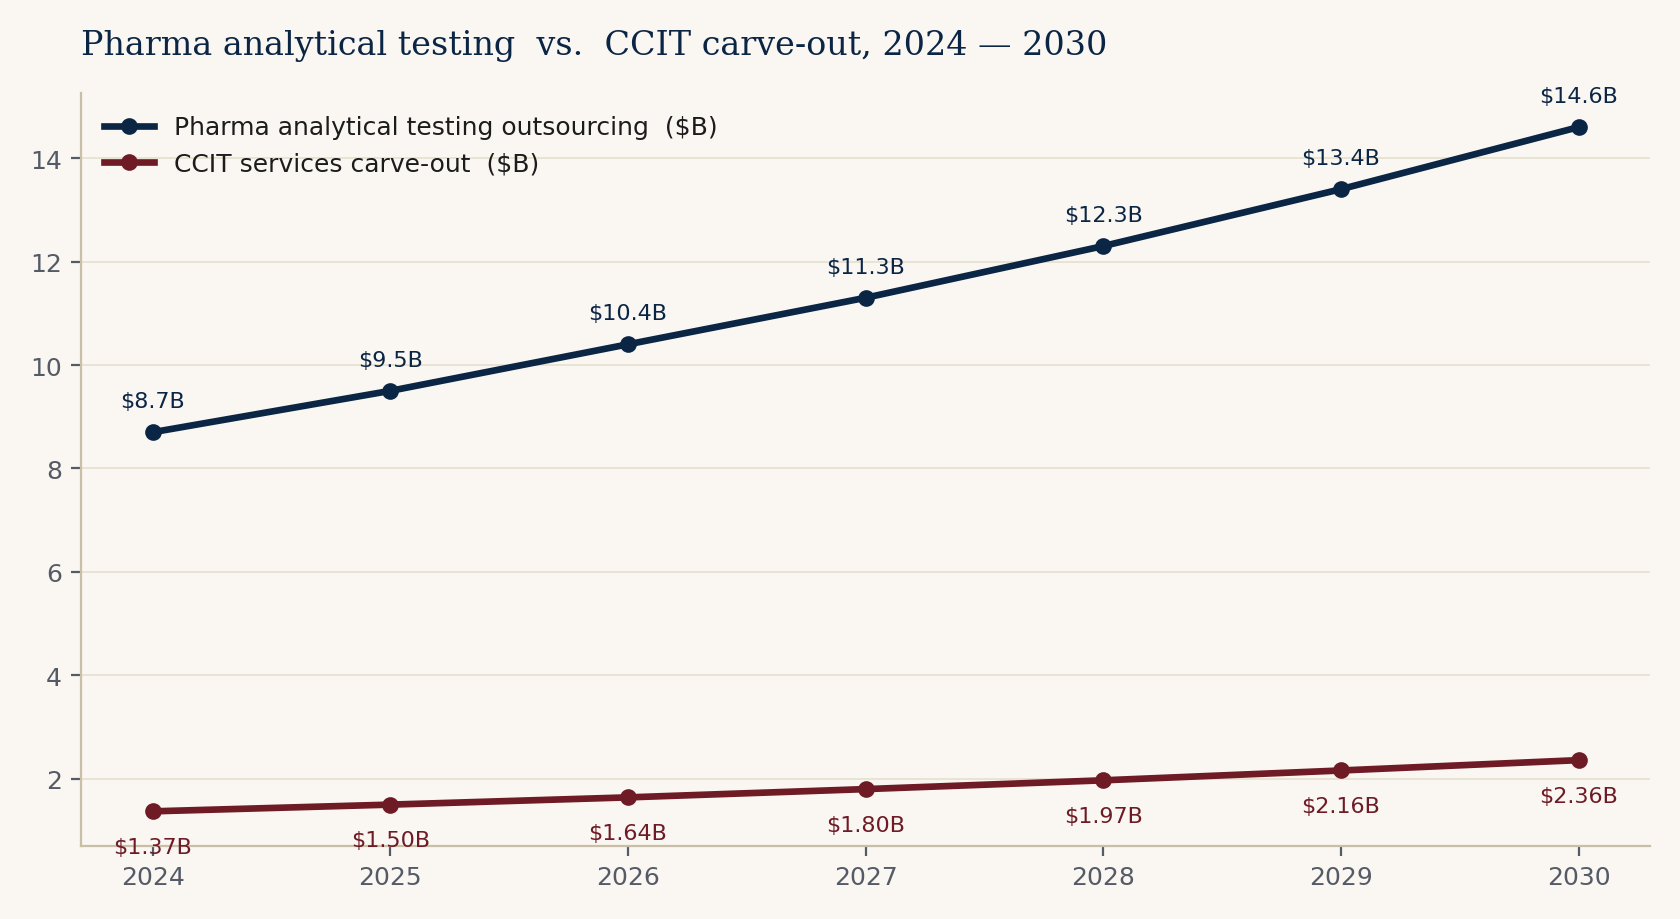 Pharma analytical testing  vs.  CCIT carve-out, 2024 — 2030
Pharma analytical testing outsourcing  ($B)
CCIT services carve-out  ($B)
14
12
10
8
6
4
2
$8.7B
$9.5B
$10.4B
$11.3B
$12.3B
$13.4B
$14.6B
$1.37B
$1.50B
$1.64B
$1.80B
$1.97B
$2.16B
$2.36B
2024
2025
2026
2027
2028
2029
2030